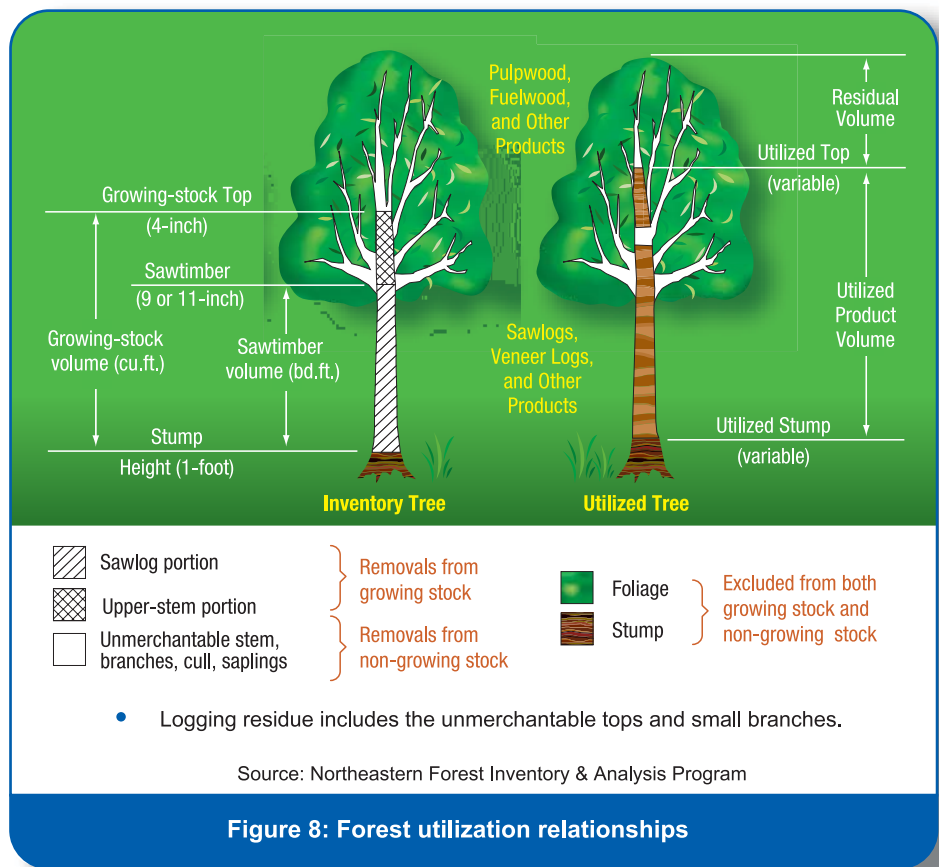 Pulpwood,
Fuelwood,
and Other
Products
Residual
Volume
Utilized Top
(variable)
Growing-stock Top
(4-inch)
Sawtimber
(9 or 11-inch)
Growing-stock
volume (cu.ft.)
Sawtimber
volume (bd.ft.)
Utilized
Product
Volume
Sawlogs,
Veneer Logs,
and Other
Products
Stump
Height (1-foot)
Utilized Stump
(variable)
Inventory Tree
Utilized Tree
Sawlog portion
Upper-stem portion
Removals from
growing stock
Unmerchantable stem,
branches, cull, saplings
Removals from
non-growing stock
Foliage
Stump
Excluded from both
growing stock and
non-growing stock
• Logging residue includes the unmerchantable tops and small branches.
Source: Northeastern Forest Inventory & Analysis Program
Figure 8: Forest utilization relationships